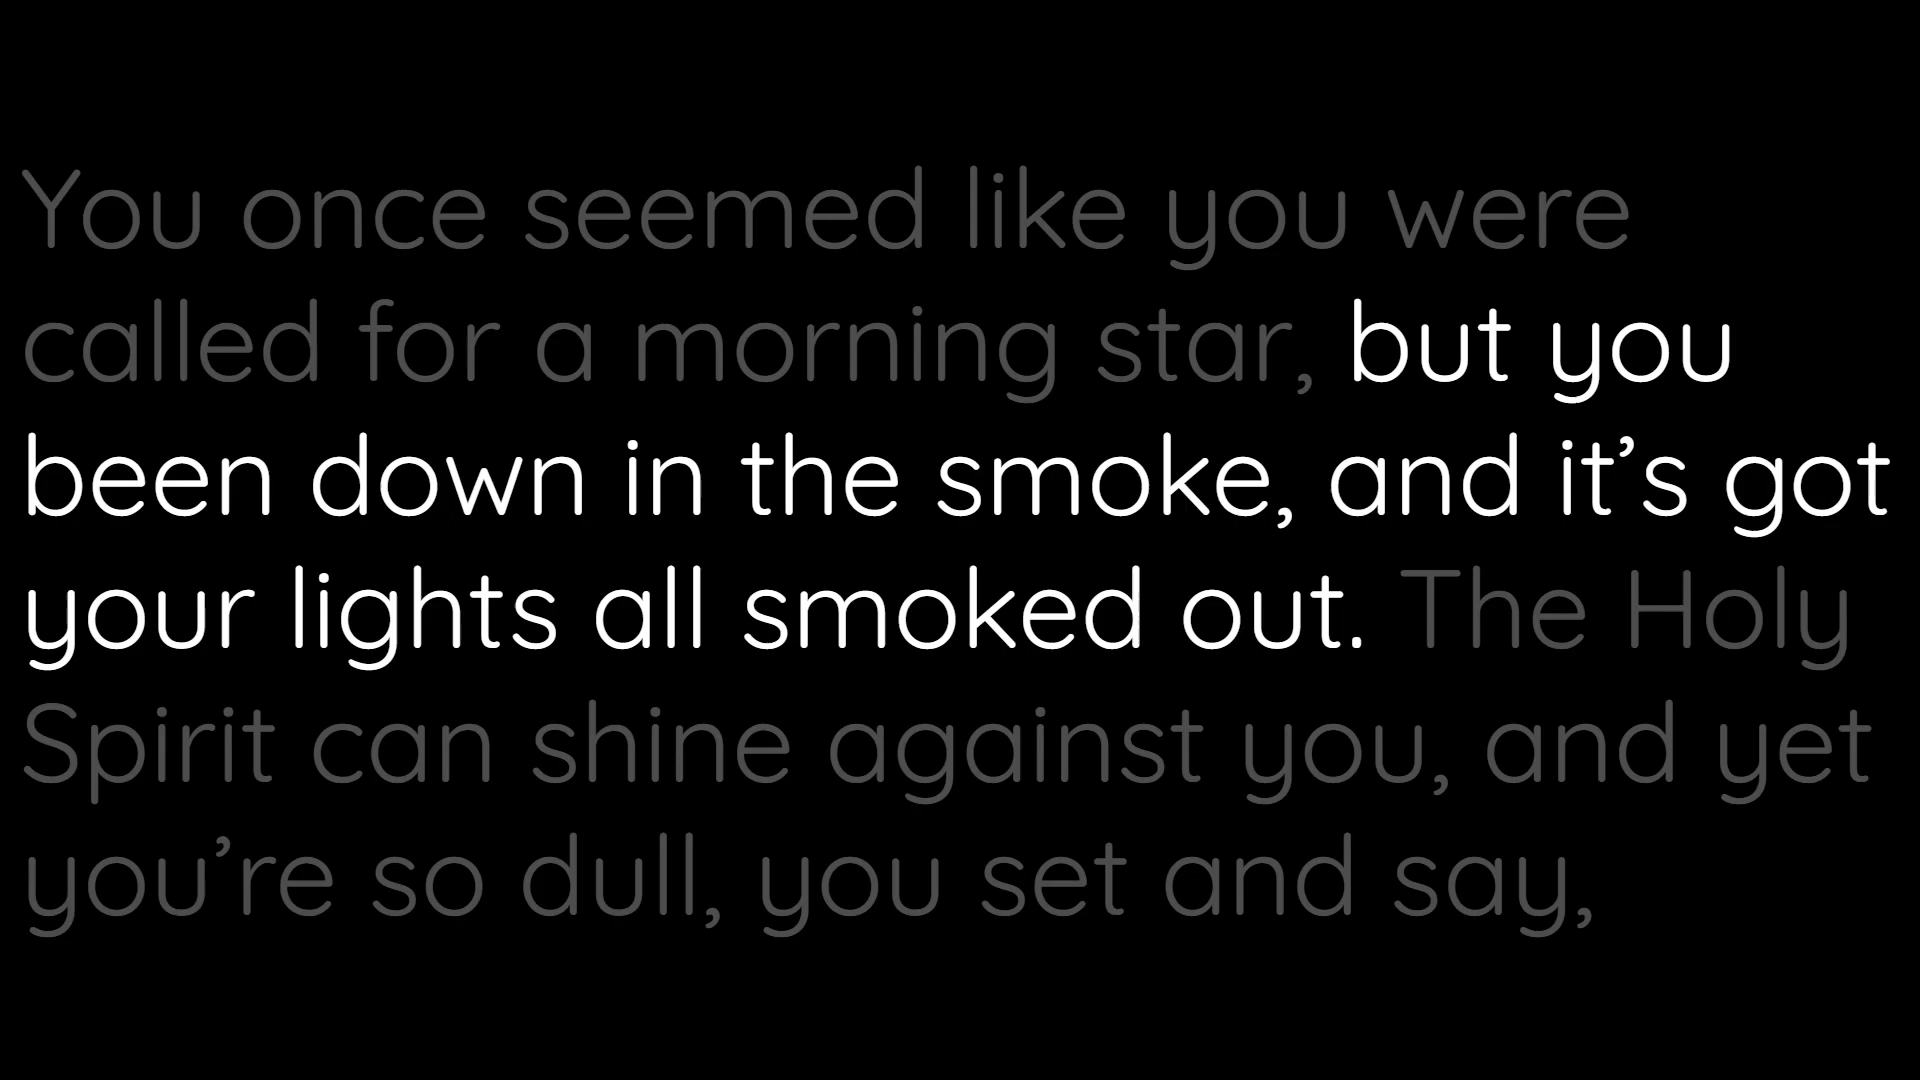 You once seemed like you were
called for a morning star, but you
been down in the smoke, and it’s got
your lights all smoked out. The Holy
Spirit can shine against you, and yet
you’re so dull, you set and say,